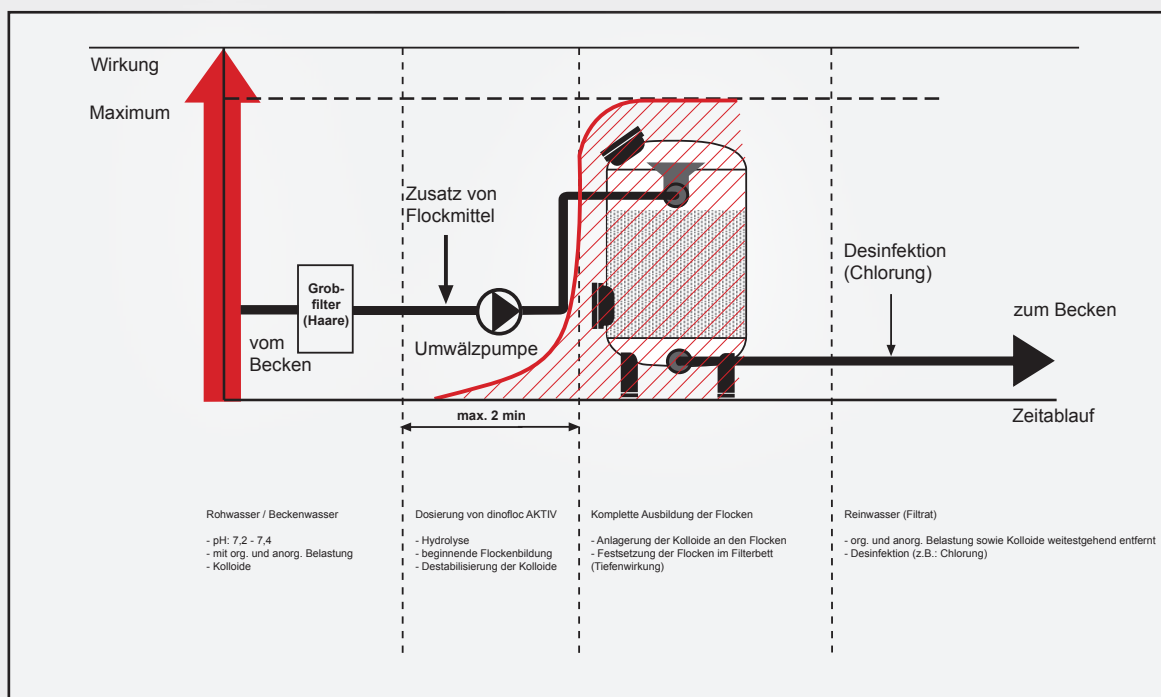 Wirkung
Maximum
Zusatz von
Flockmittel
Grob-
filter
(Haare)
vom
Becken
Umwälzpumpe
Desinfektion
(Chlorung)
zum Becken
Zeitablauf
max. 2 min
Rohwasser / Beckenwasser
- pH: 7,2 - 7,4
- mit org. und anorg. Belastung
- Kolloide
Dosierung von dinofloc AKTIV
- Hydrolyse
- beginnende Flockenbildung
- Destabilisierung der Kolloide
Komplette Ausbildung der Flocken
- Anlagerung der Kolloide an den Flocken
- Festsetzung der Flocken im Filterbett
(Tiefenwirkung)
Reinwasser (Filtrat)
- org. und anorg. Belastung sowie Kolloide weitestgehend entfernt
- Desinfektion (z.B.: Chlorung)